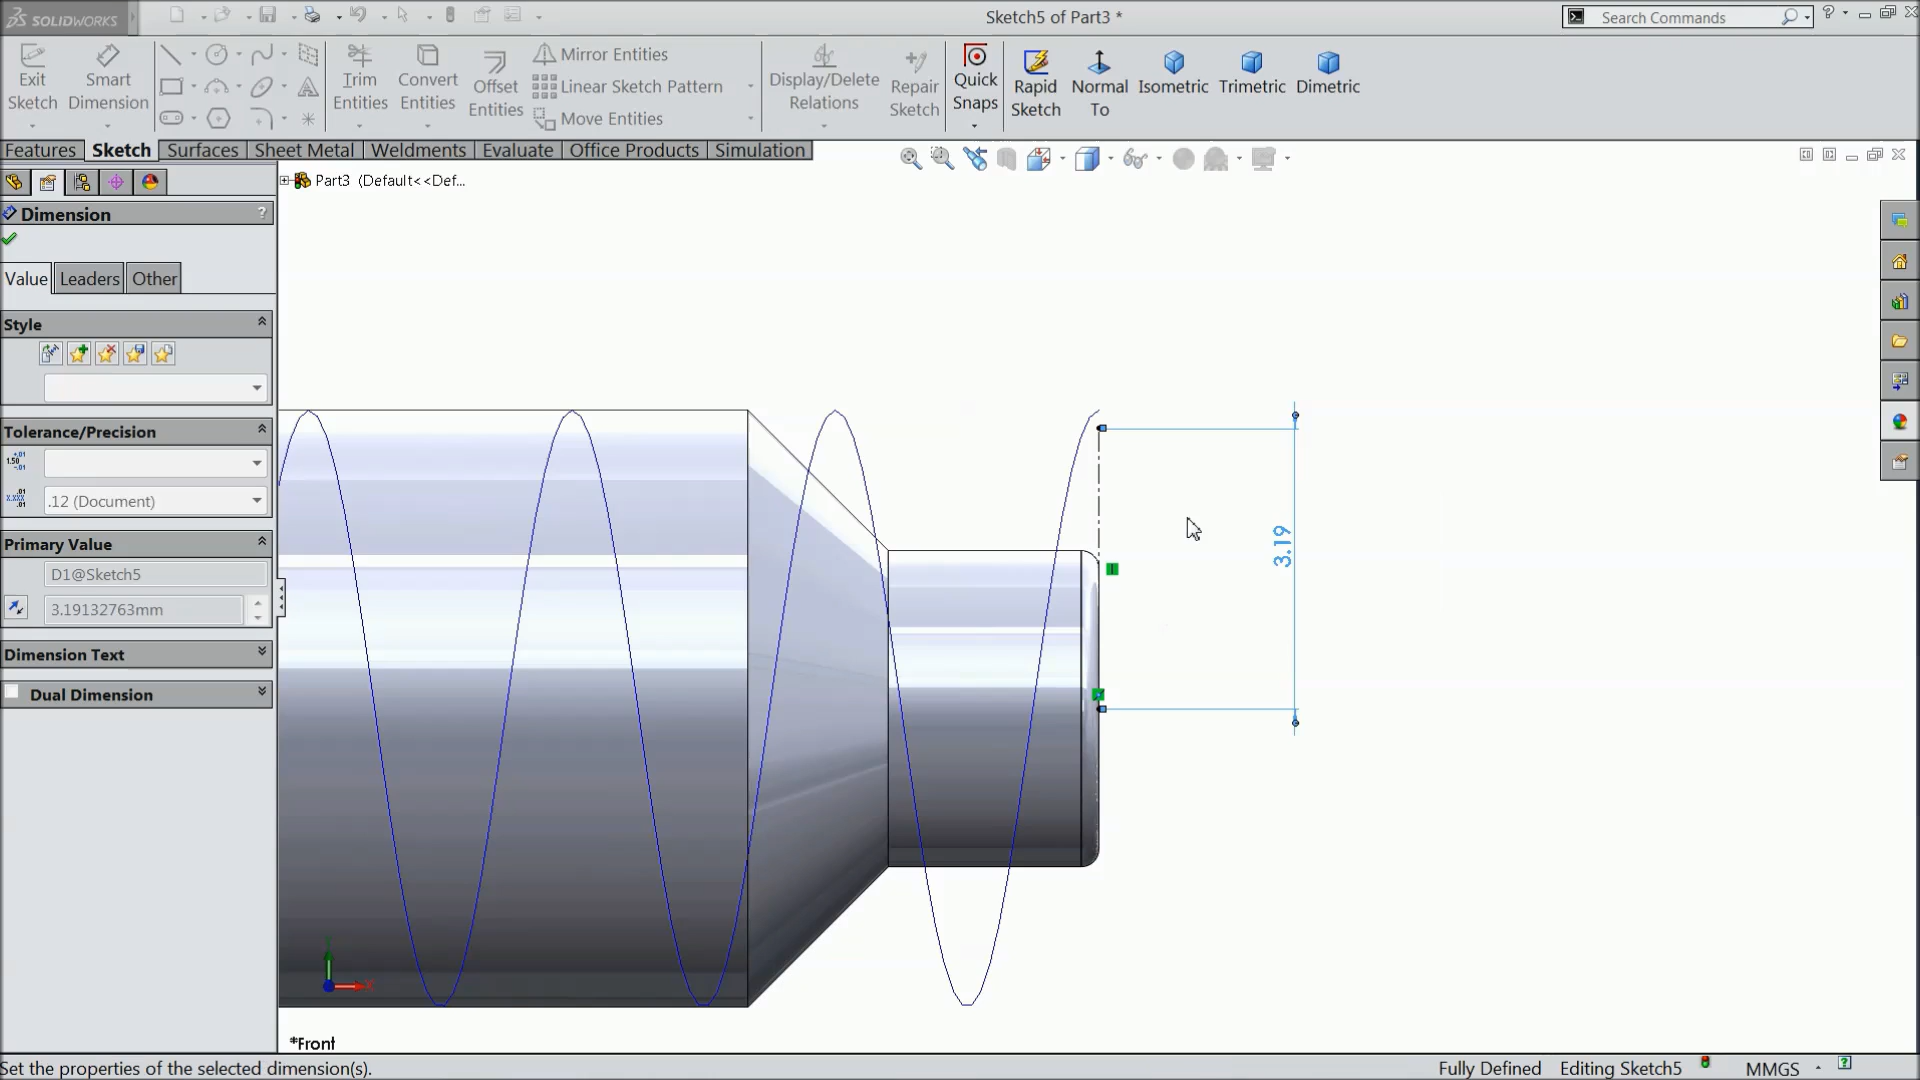 SOLIDWORKS
Sketch5 of Part3 *
Search Commands
Exit Sketch
Smart Dimension
Trim Entities
Convert Entities
Offset Entities
Mirror Entities
Linear Sketch Pattern
Move Entities
Display/Delete Relations
Repair Sketch
Quick Snaps
Rapid Sketch
Normal To
Isometric
Trimetric
Dimetric
Features Sketch Surfaces Sheet Metal Weldments Evaluate Office Products Simulation
Part3 (Default<<Def...
Dimension ?
Value Leaders Other
Style
Tolerance/Precision
.12 (Document)
Primary Value
D1@Sketch5
3.19132763mm
Dimension Text
Dual Dimension
3.19
X
*Front
Set the properties of the selected dimension(s).
Fully Defined Editing Sketch5 MMGS